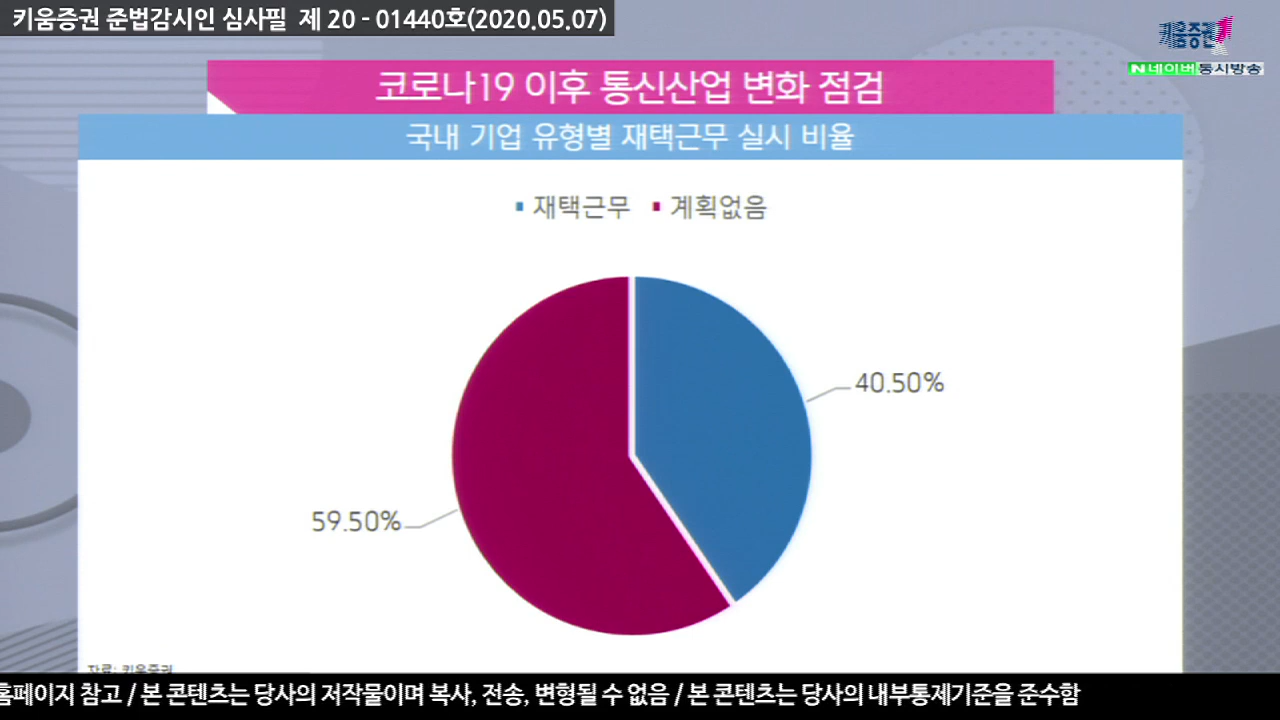 키움증권 준법감시인 심사필 제 20 - 01440호(2020.05.07)
키움증권
N 네이버 동시방송
코로나19 이후 통신산업 변화 점검
국내 기업 유형별 재택근무 실시 비율
재택근무 계획없음
40.50%
59.50%
자료: 키움증권
홈페이지 참고 / 본 콘텐츠는 당사의 저작물이며 복사, 전송, 변형될 수 없음 / 본 콘텐츠는 당사의 내부통제기준을 준수함